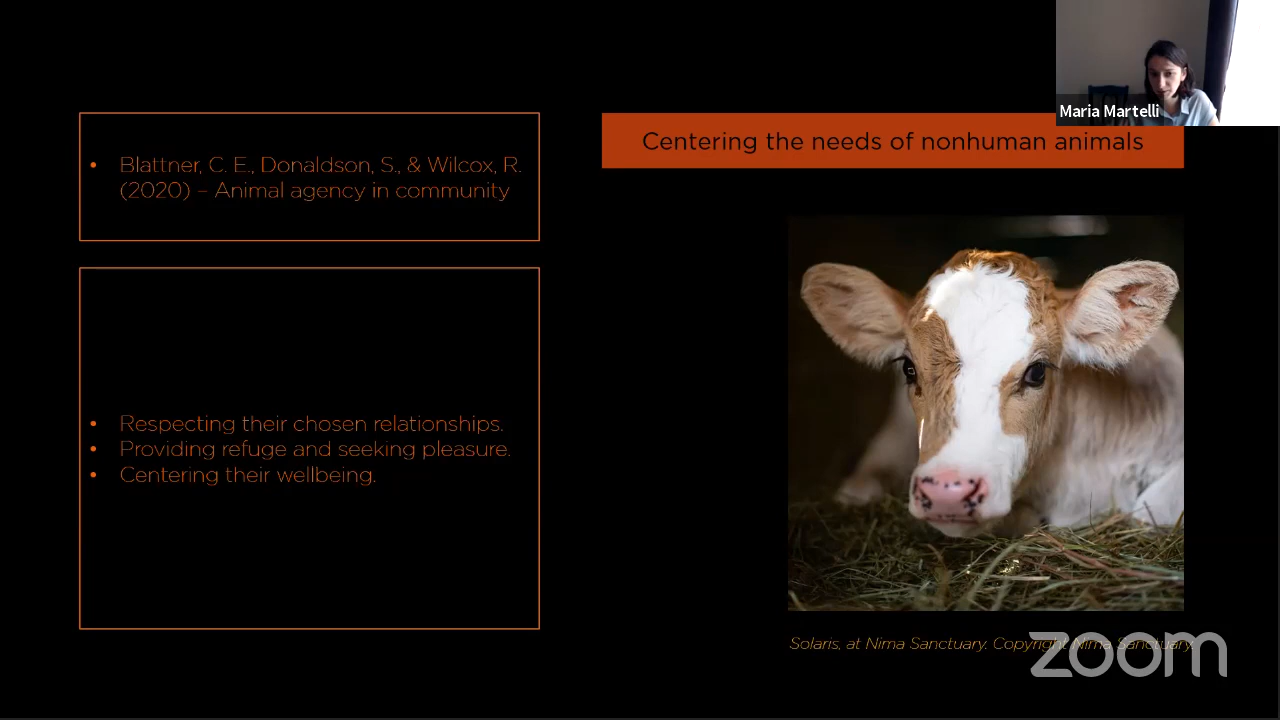 Maria Martelli
Centering the needs of nonhuman animals
• Blattner, C. E., Donaldson, S., & Wilcox, R.
(2020) – Animal agency in community
• Respecting their chosen relationships.
• Providing refuge and seeking pleasure.
• Centering their wellbeing.
Solaris, at Nima Sanctuary. Copyright Nima Sanctuary.
zoom